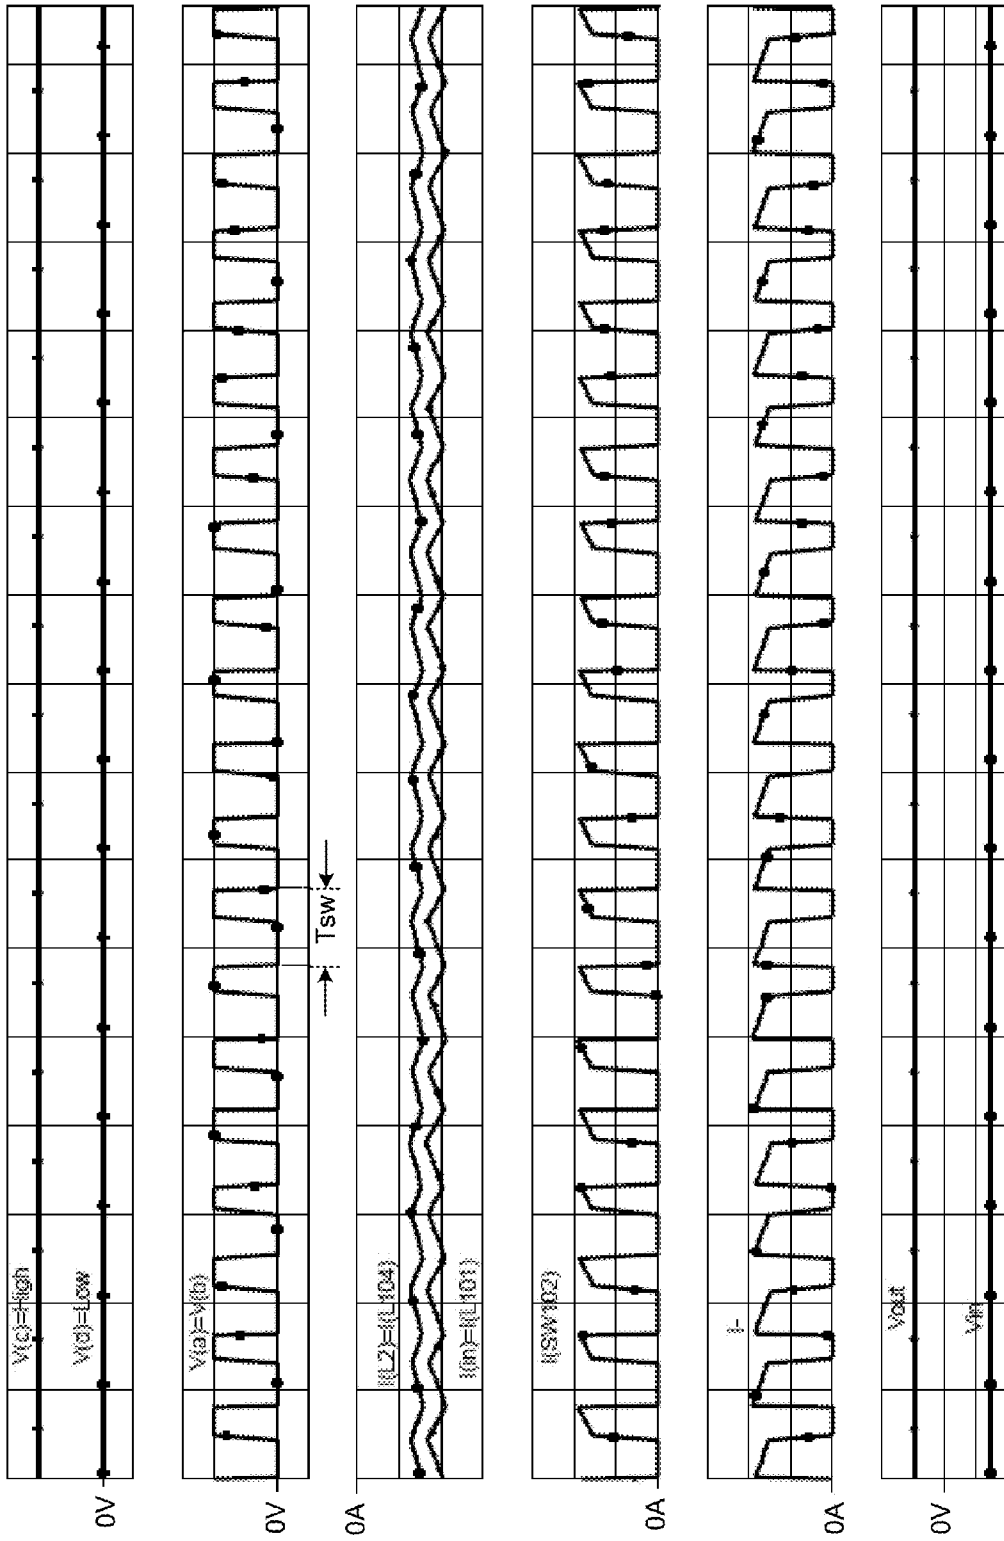 V(c)=High
V(d)=Low
0V
V(a)=V(b)
0V
Tsw
I(L2)=I(L104)
I(in)=I(L101)
0A
I(SW102)
0A
I-
0A
Vout
Vin
0V